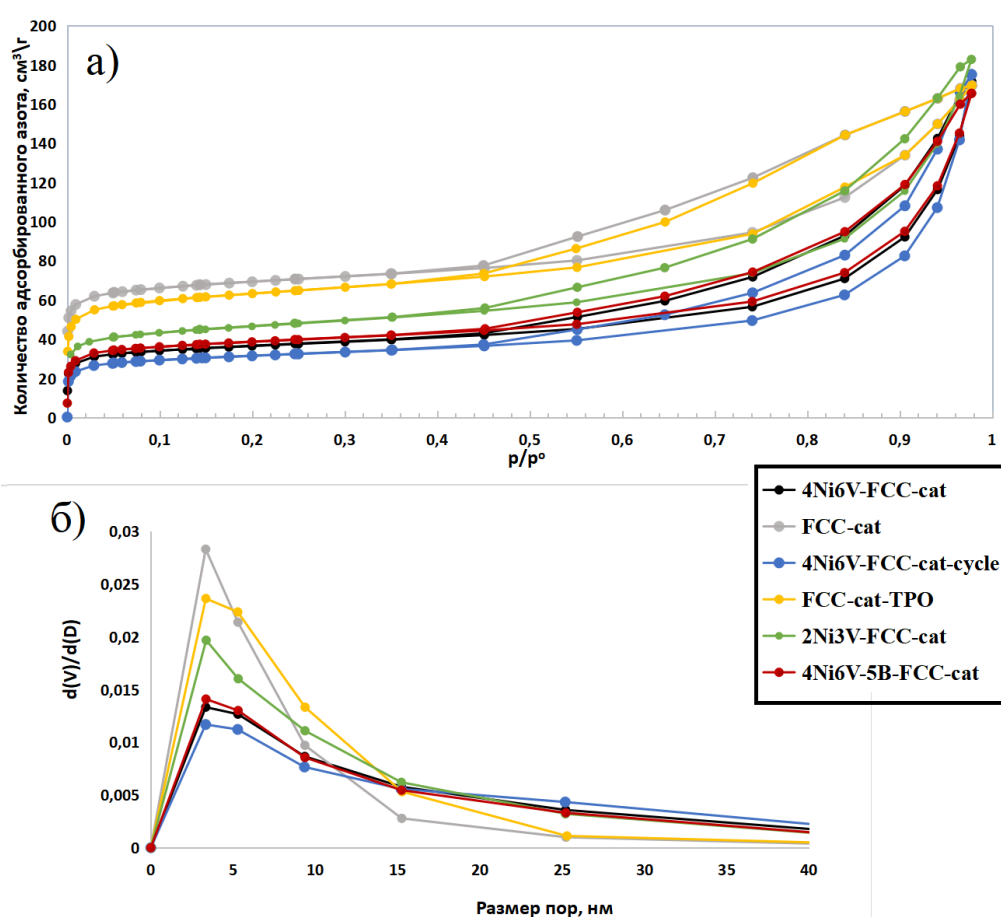 а)
Количество адсорбированного азота, см³\г
200
180
160
140
120
100
80
60
40
20
0
0 0,1 0,2 0,3 0,4 0,5 0,6 0,7 0,8 0,9 1
p/pº
4Ni6V-FCC-cat
FCC-cat
4Ni6V-FCC-cat-cycle
FCC-cat-TPO
2Ni3V-FCC-cat
4Ni6V-5B-FCC-cat
б)
d(V)/d(D)
0,03
0,025
0,02
0,015
0,01
0,005
0
0 5 10 15 20 25 30 35 40
Размер пор, нм